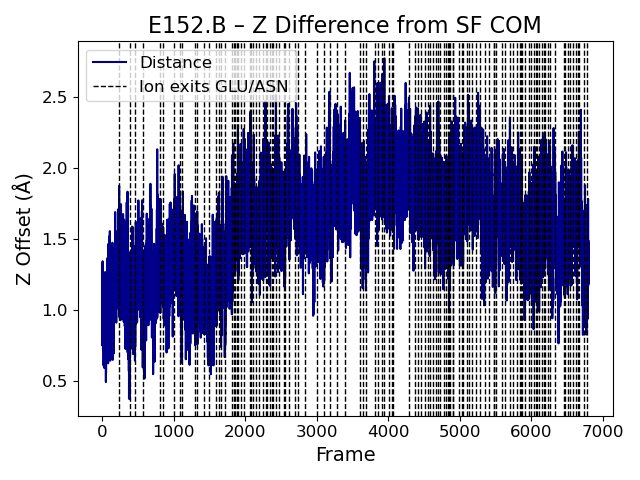 E152.B – Z Difference from SF COM
Distance
Ion exits GLU/ASN
Z Offset (Å)
2.5
2.0
1.5
1.0
0.5
0 1000 2000 3000 4000 5000 6000 7000
Frame